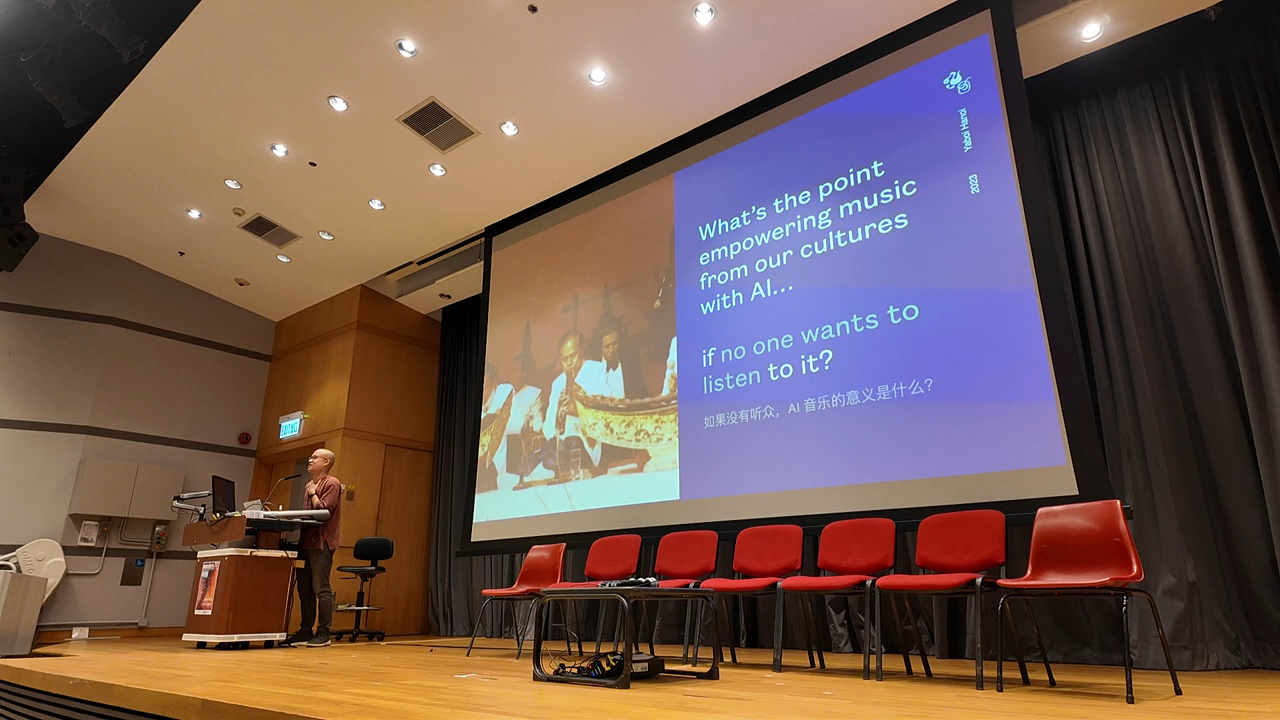 What's the point
empowering music
from our cultures
with AI...
if no one wants to
listen to it?
如果没有听众，AI 音乐的意义是什么？
Yaboi Hanoi
2023
EXIT